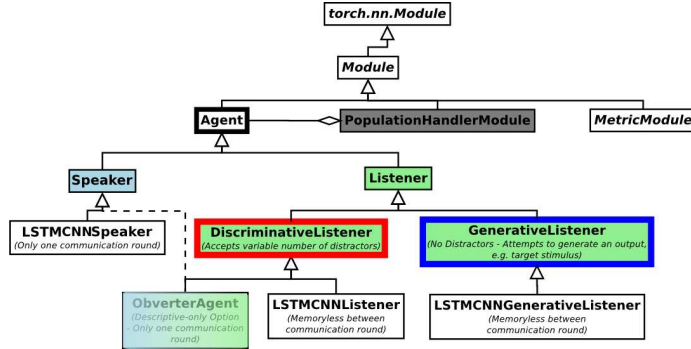 torch.nn.Module
Module
Agent
PopulationHandlerModule
MetricModule
Speaker
Listener
LSTMCNNSpeaker
(Only one communication round)
DiscriminativeListener
(Accepts variable number of distractors)
GenerativeListener
(No Distractors - Attempts to generate an output,
e.g. target stimulus)
ObverterAgent
(Descriptive-only Option
- Only one communication
round)
LSTMCNNListener
(Memoryless between
communication round)
LSTMCNNGenerativeListener
(Memoryless between
communication round)